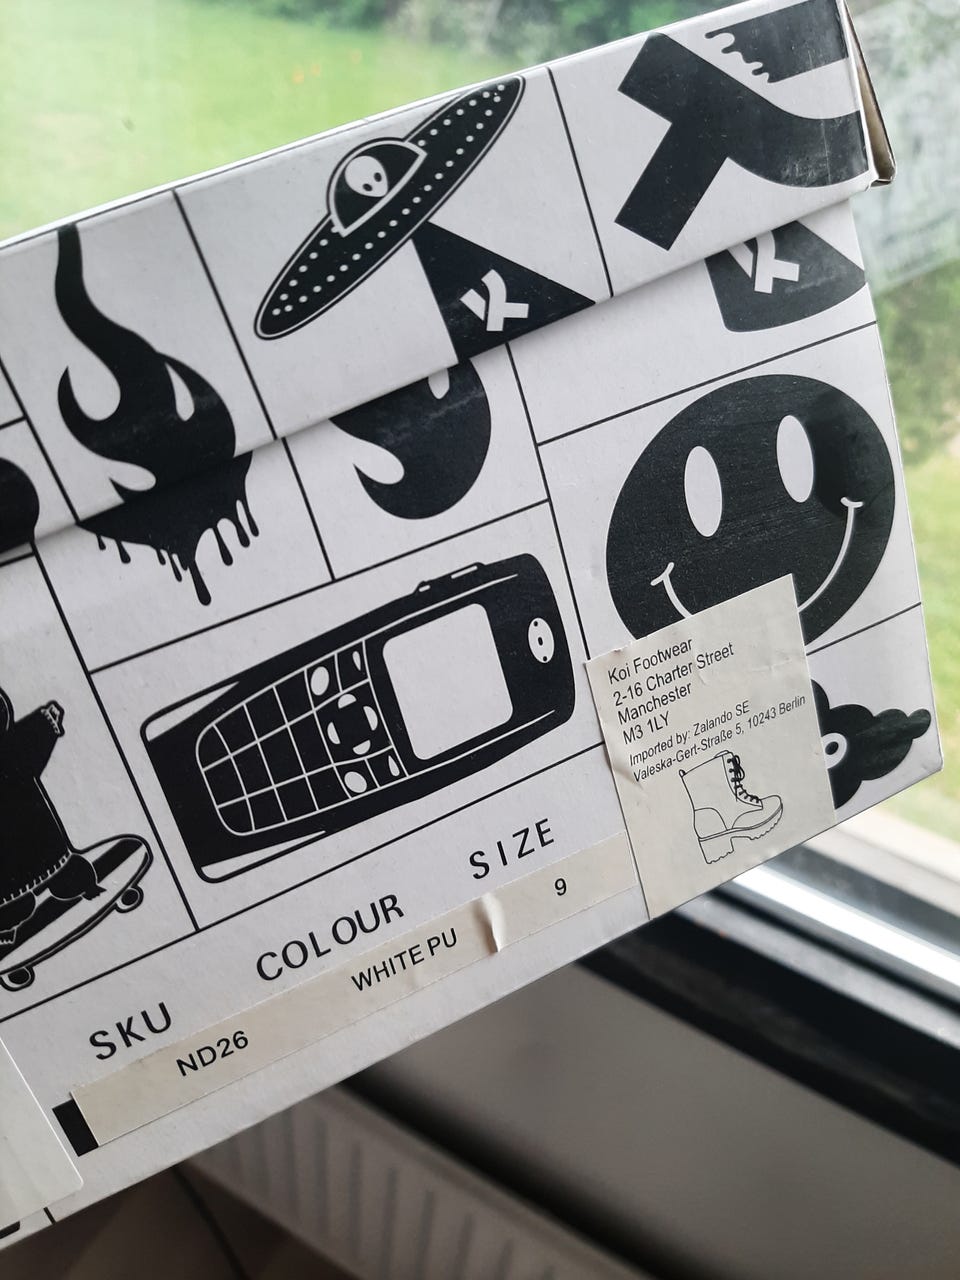 Koi Footwear
2-16 Charter Street
Manchester
M3 1LY
Imported by: Zalando SE
Valeska-Gert-Straße 5, 10243 Berlin
SKU COLOUR SIZE
ND26 WHITE PU 9